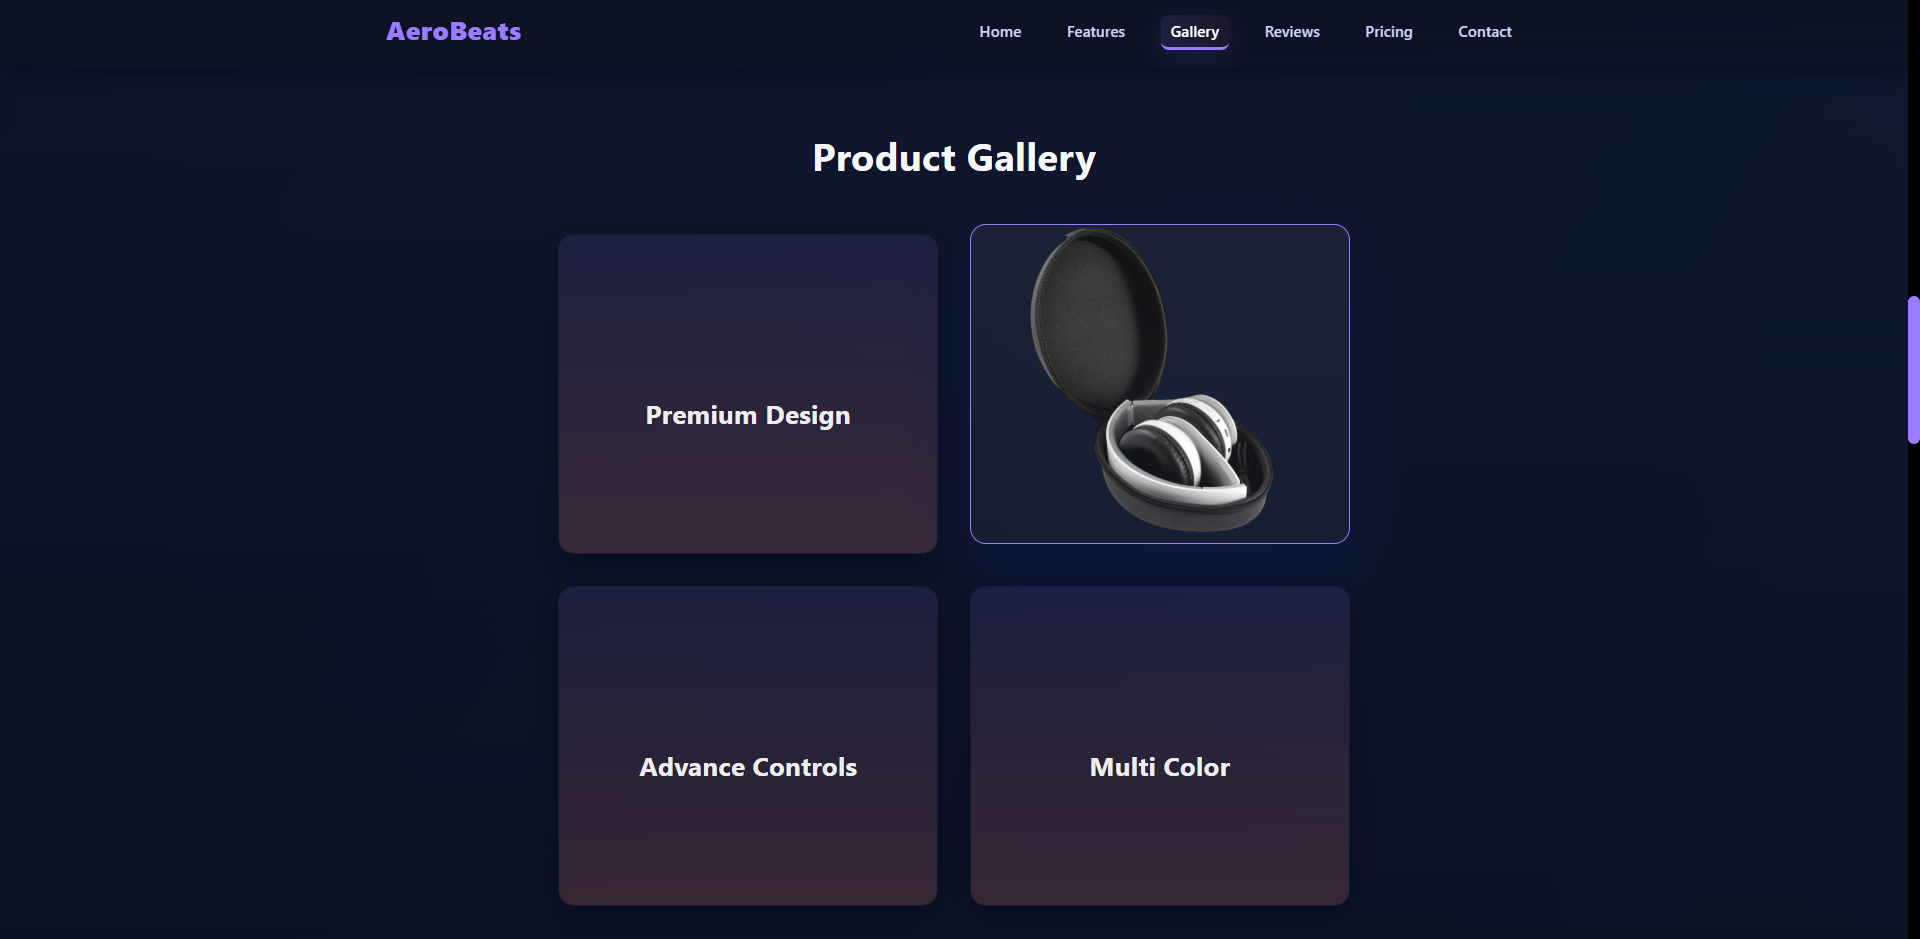 AeroBeats
Home Features Gallery Reviews Pricing Contact
Product Gallery
Premium Design
Advance Controls
Multi Color